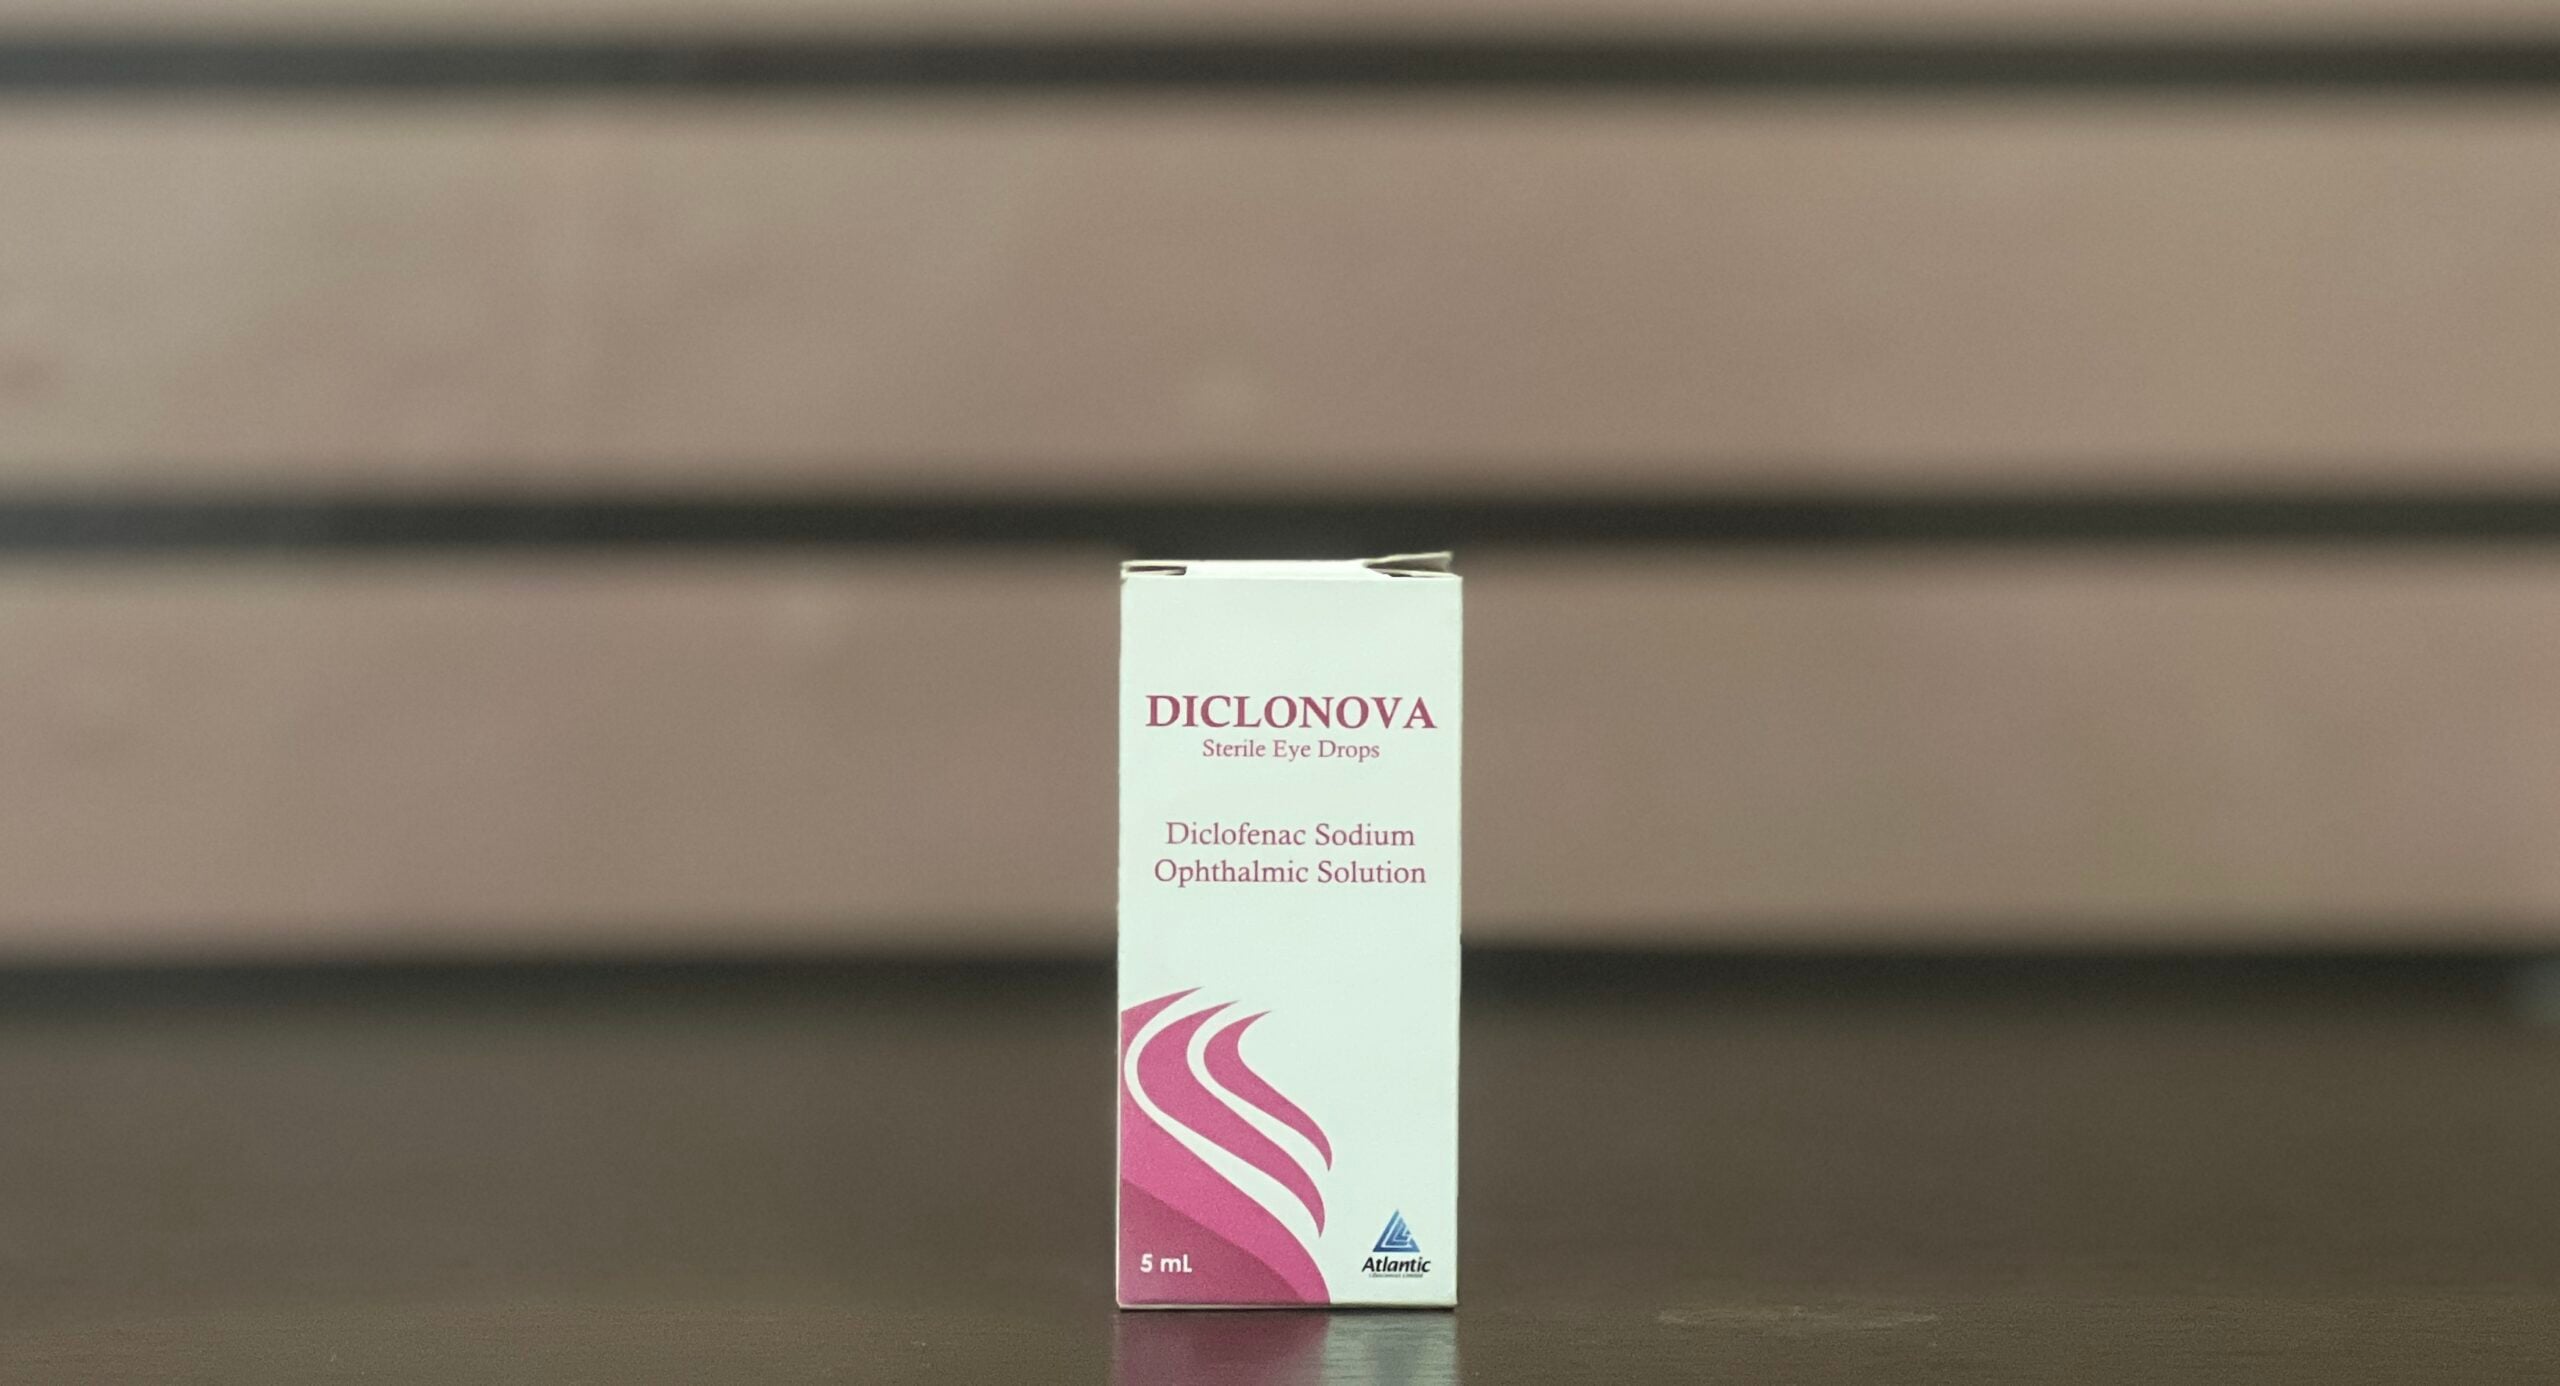 DICLONOVA
Sterile Eye Drops
Diclofenac Sodium
Ophthalmic Solution
5 mL
Atlantic